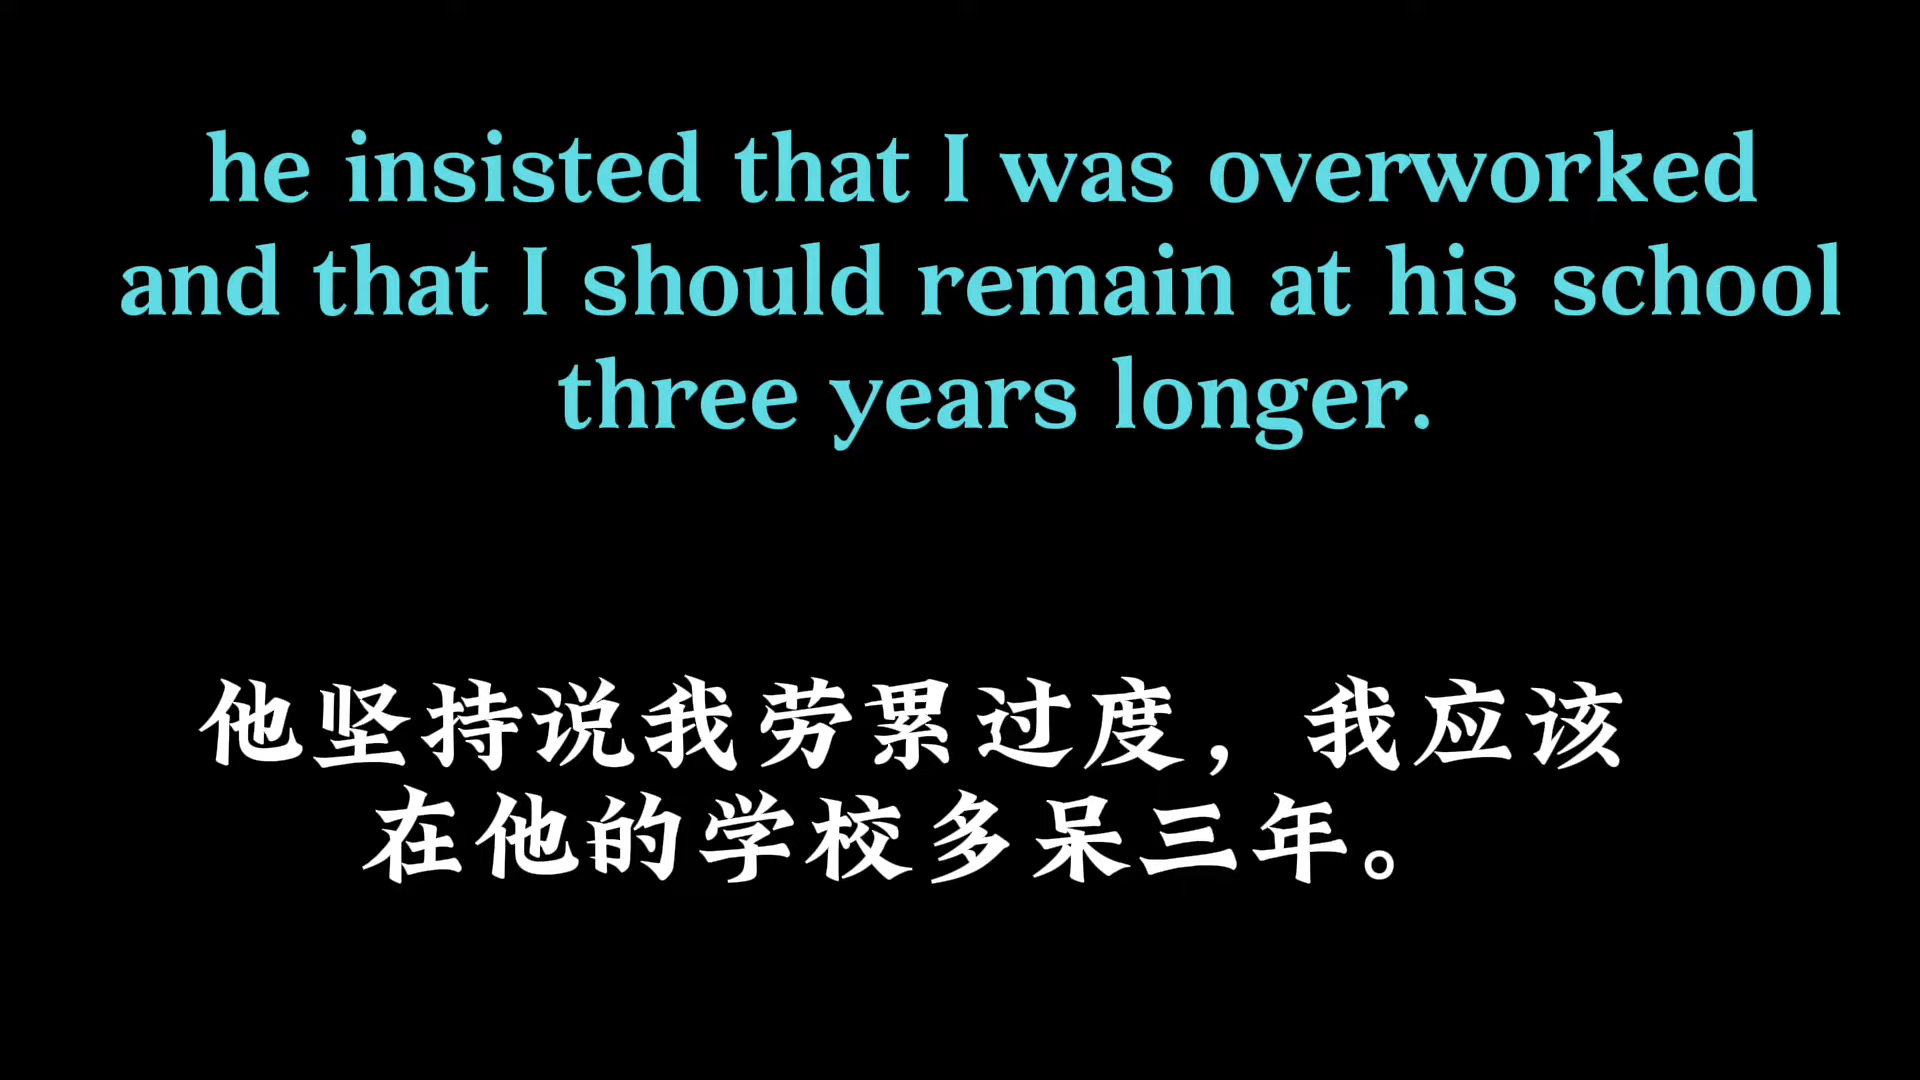 he insisted that I was overworked
and that I should remain at his school
three years longer.
他坚持说我劳累过度，我应该
在他的学校多呆三年。